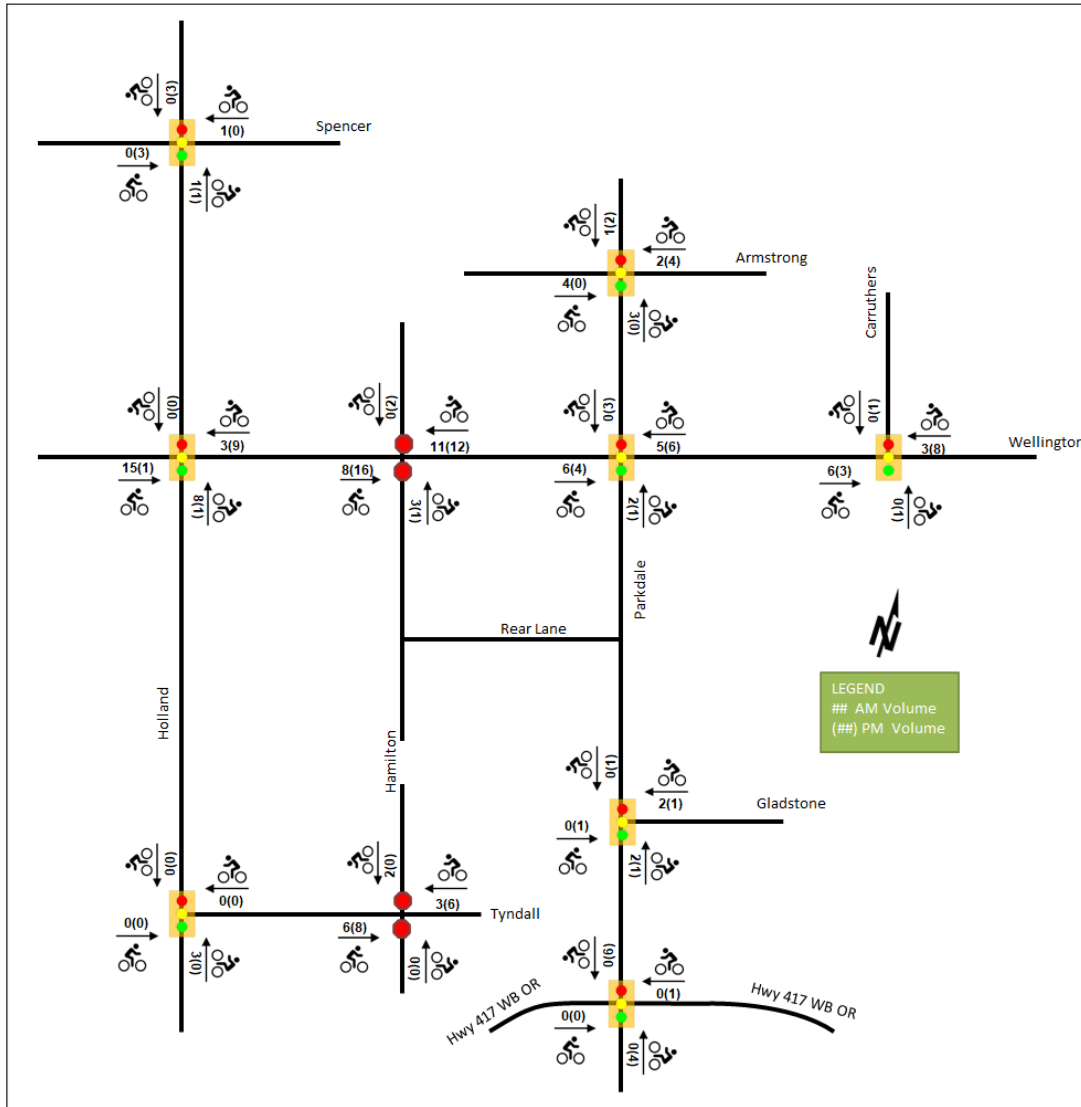 0(3)
1(0)
Spencer
0(3)
1(1)
1(2)
2(4)
Armstrong
4(0)
3(0)
Carruthers
0(0)
3(9)
15(1)
8(1)
0(2)
11(12)
8(16)
3(1)
0(3)
5(6)
6(4)
2(1)
0(1)
3(8)
Wellington
6(3)
0(1)
Parkdale
Rear Lane
LEGEND
## AM Volume
(##) PM Volume
Holland
Hamilton
0(1)
2(1)
Gladstone
0(1)
2(1)
0(0)
0(0)
0(0)
3(0)
2(0)
3(6)
Tyndall
6(8)
0(0)
0(6)
0(1)
Hwy 417 WB OR
Hwy 417 WB OR
0(0)
0(4)
N